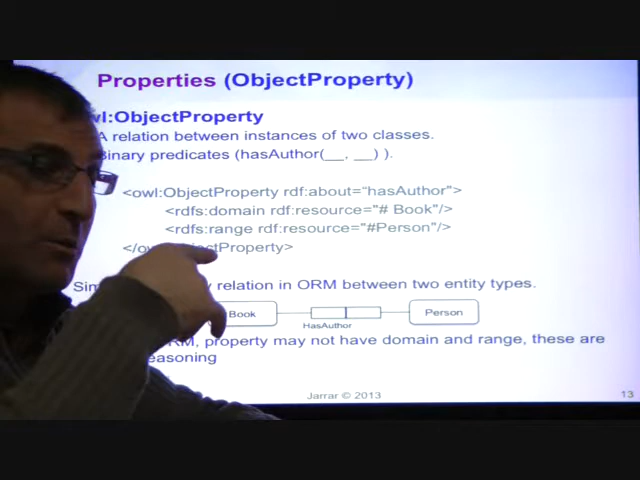 Properties (ObjectProperty)
wl:ObjectProperty
A relation between instances of two classes.
Binary predicates (hasAuthor(__, __) ).
<owl:ObjectProperty rdf:about="hasAuthor">
<rdfs:domain rdf:resource="# Book"/>
<rdfs:range rdf:resource="#Person"/>
</ow ectProperty>
Sim y relation in ORM between two entity types.
Book
HasAuthor
Person
RM, property may not have domain and range, these are
easoning
Jarrar © 2013
13